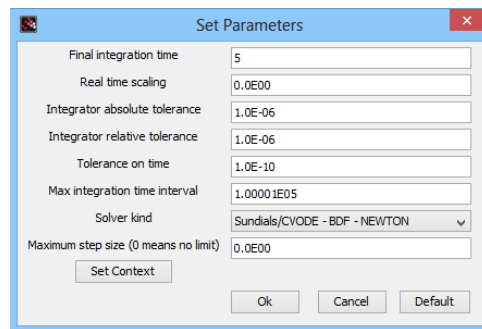 Set Parameters
Final integration time 5
Real time scaling 0.0E00
Integrator absolute tolerance 1.0E-06
Integrator relative tolerance 1.0E-06
Tolerance on time 1.0E-10
Max integration time interval 1.00001E05
Solver kind Sundials/CVODE - BDF - NEWTON
Maximum step size (0 means no limit) 0.0E00
Set Context
Ok Cancel Default